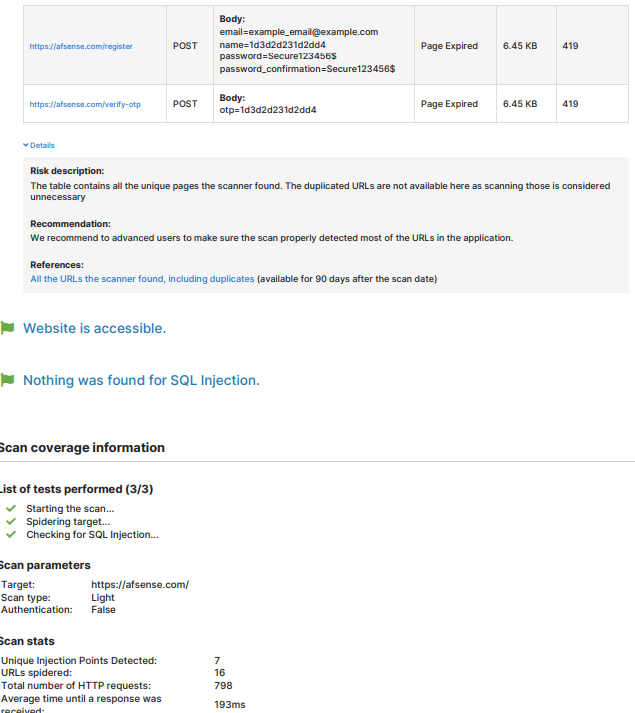 Body:
email=example_email@example.com
https://afsense.com/register POST name=1d3d2d231d2dd4 Page Expired 6.45 KB 419
password=Secure123456$
password_confirmation=Secure123456$
Body:
https://afsense.com/verify-otp POST otp=1d3d2d231d2dd4 Page Expired 6.45 KB 419
Details
Risk description:
The table contains all the unique pages the scanner found. The duplicated URLs are not available here as scanning those is considered
unnecessary
Recommendation:
We recommend to advanced users to make sure the scan properly detected most of the URLs in the application.
References:
All the URLs the scanner found, including duplicates (available for 90 days after the scan date)
Website is accessible.
Nothing was found for SQL Injection.
Scan coverage information
List of tests performed (3/3)
Starting the scan...
Spidering target...
Checking for SQL Injection...
Scan parameters
Target: https://afsense.com/
Scan type: Light
Authentication: False
Scan stats
Unique Injection Points Detected: 7
URLs spidered: 16
Total number of HTTP requests: 798
Average time until a response was 193ms
received: